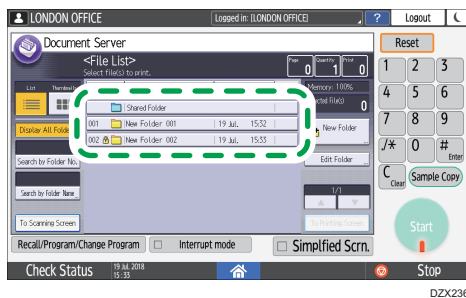 LONDON OFFICE Logged in: [LONDON OFFICE] ? Logout
Document Server
<File List>
Select file(s) to print.
Page 0 Quantity 1 Print 0
Reset
List Thumbnails
Memory: 100%
0
Shared Folder
001 New Folder 001 19 Jul. 15:32
002 New Folder 002 19 Jul. 15:33
Display All Folders
New Folder
Edit Folder
Search by Folder No.
Search by Folder Name
1/1
To Scanning Screen
To Printing Screen
1 2 3
4 5 6
7 8 9
./* 0 # Enter
C Clear Sample Copy
Start
Recall/Program/Change Program Interrupt mode Simplfied Scrn.
Check Status 19 Jul. 2018
15:33
Stop
DZX236